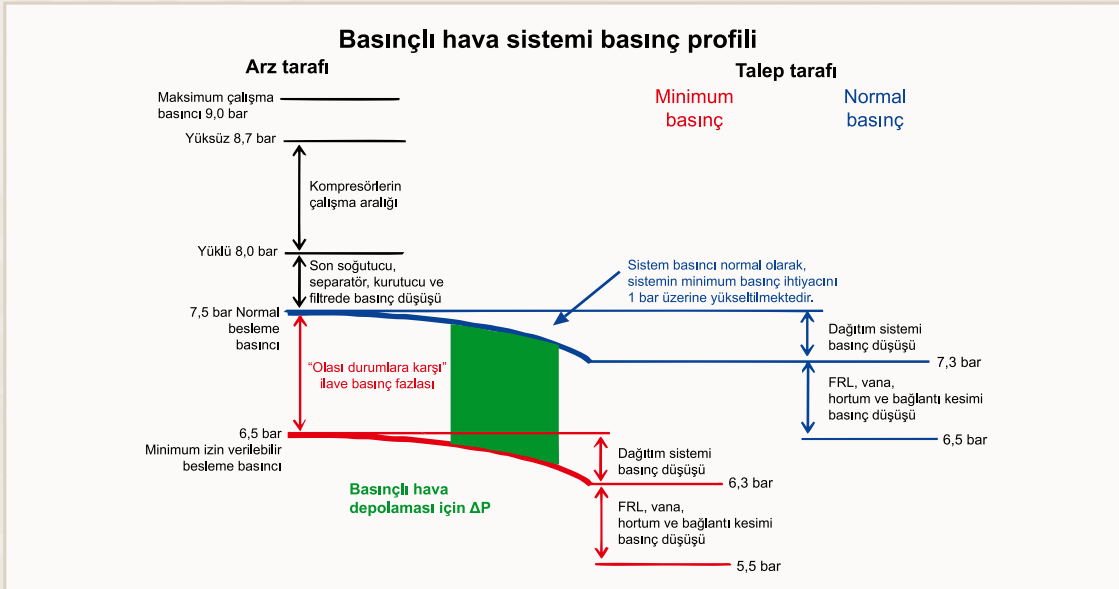 Basınçlı hava sistemi basınç profili
Arz tarafı
Talep tarafı
Minimum
basınç
Normal
basınç
Maksimum çalışma
basıncı 9,0 bar
Yüksüz 8,7 bar
Kompresörlerin
çalışma aralığı
Yüklü 8,0 bar
Son soğutucu,
separatör, kurutucu ve
filtrede basınç düşüşü
Sistem basıncı normal olarak,
sistemin minimum basınç ihtiyacını
1 bar üzerine yükseltilmektedir.
7,5 bar Normal
besleme
basıncı
Dağıtım sistemi
basınç düşüşü
7,3 bar
"Olası durumlara karşı"
ilave basınç fazlası
FRL, vana,
hortum ve bağlantı kesimi
basınç düşüşü
6,5 bar
6,5 bar
Minimum izin verilebilir
besleme basıncı
Dağıtım sistemi
basınç düşüşü
6,3 bar
Basınçlı hava
depolaması için ΔP
FRL, vana,
hortum ve bağlantı kesimi
basınç düşüşü
5,5 bar